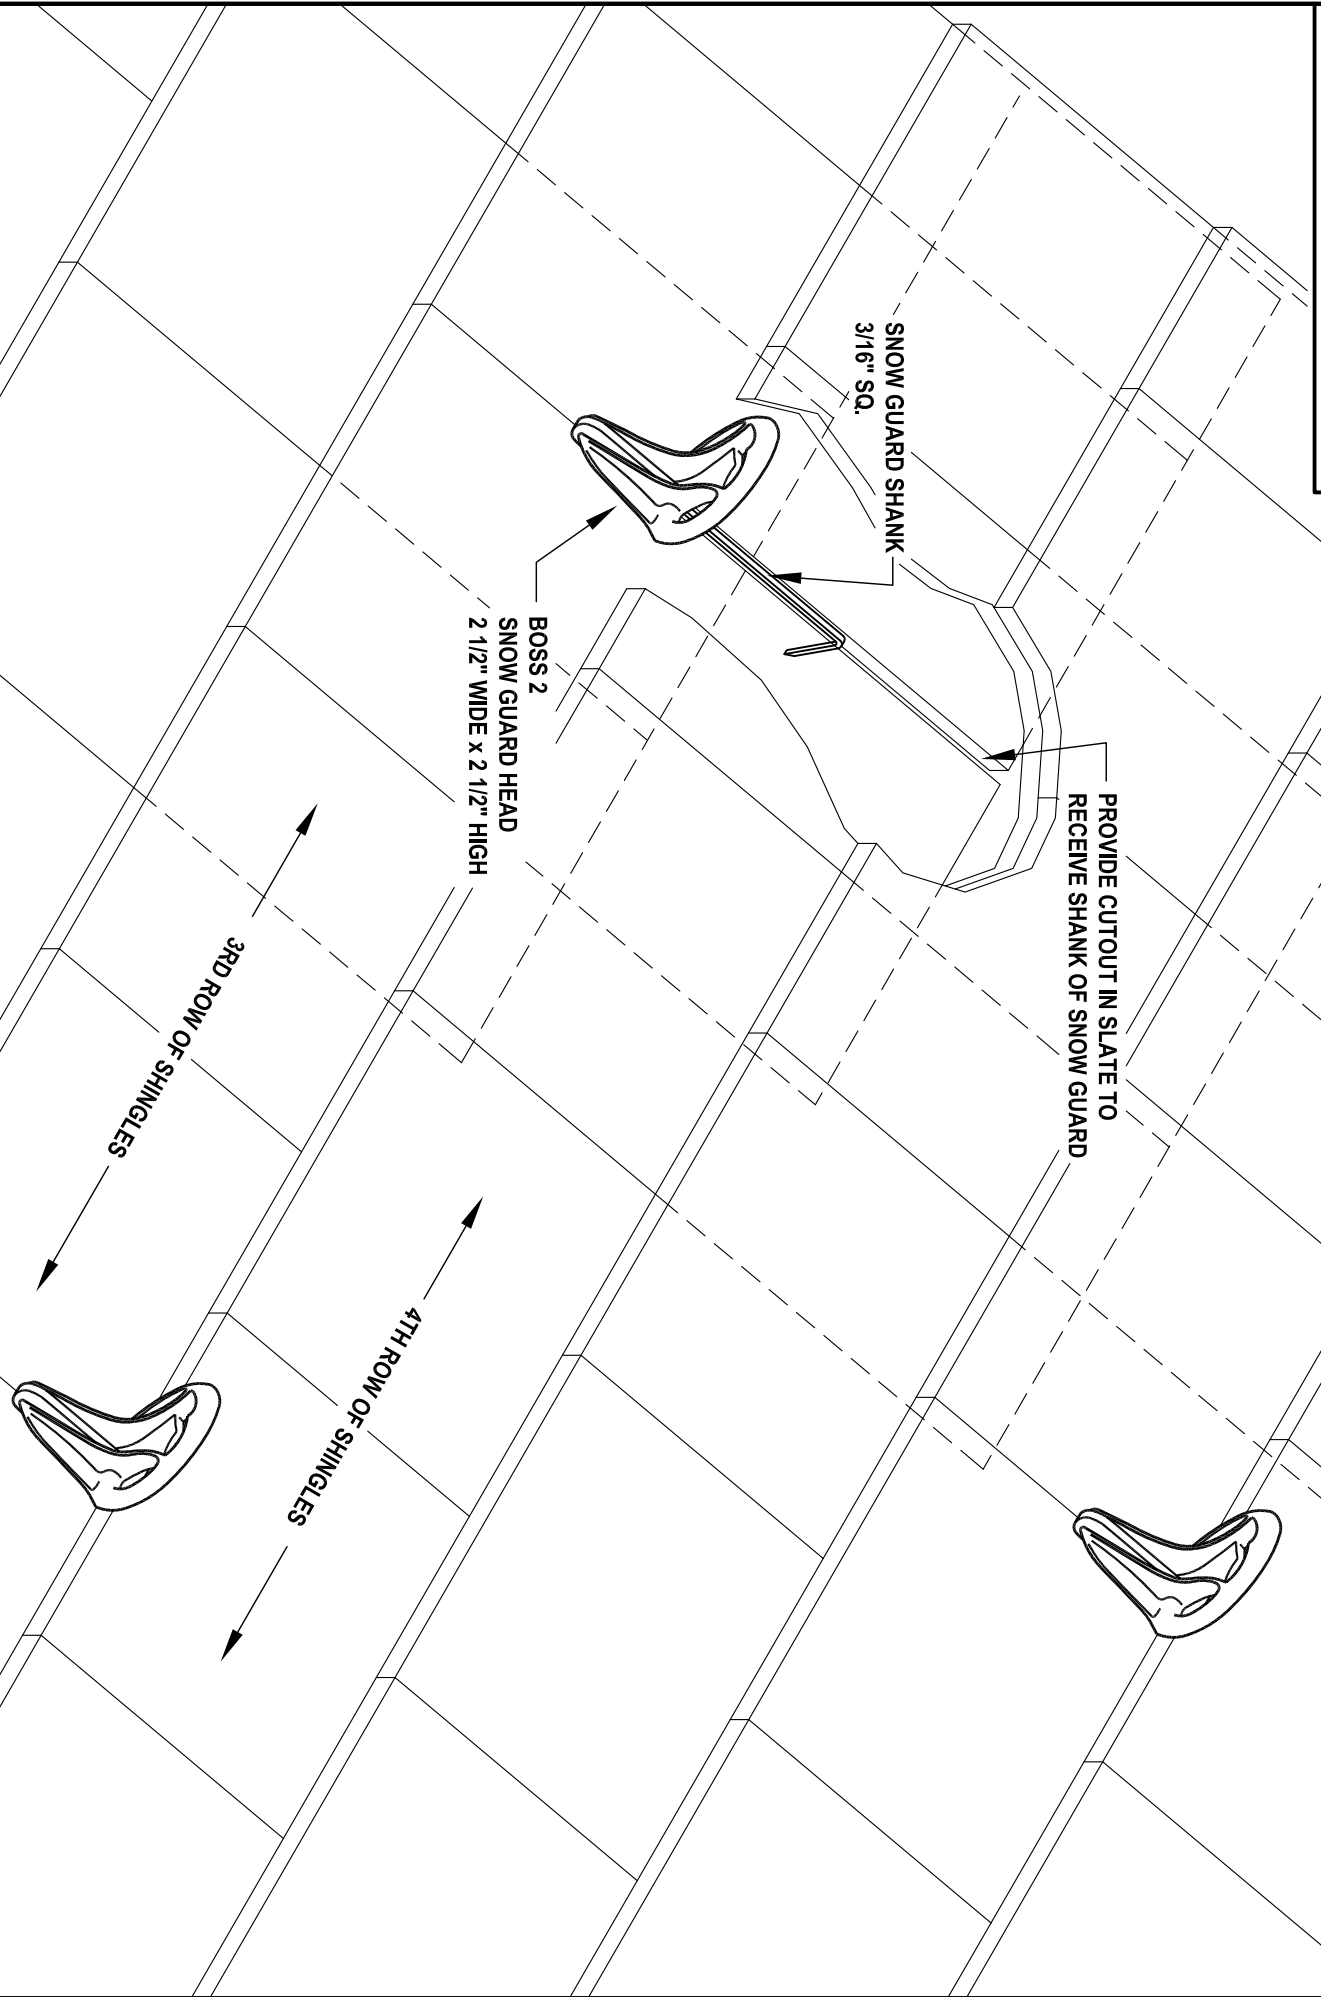 PROVIDE CUTOUT IN SLATE TO
RECEIVE SHANK OF SNOW GUARD
SNOW GUARD SHANK
3/16" SQ.
BOSS 2
SNOW GUARD HEAD
2 1/2" WIDE x 2 1/2" HIGH
4TH ROW OF SHINGLES
3RD ROW OF SHINGLES